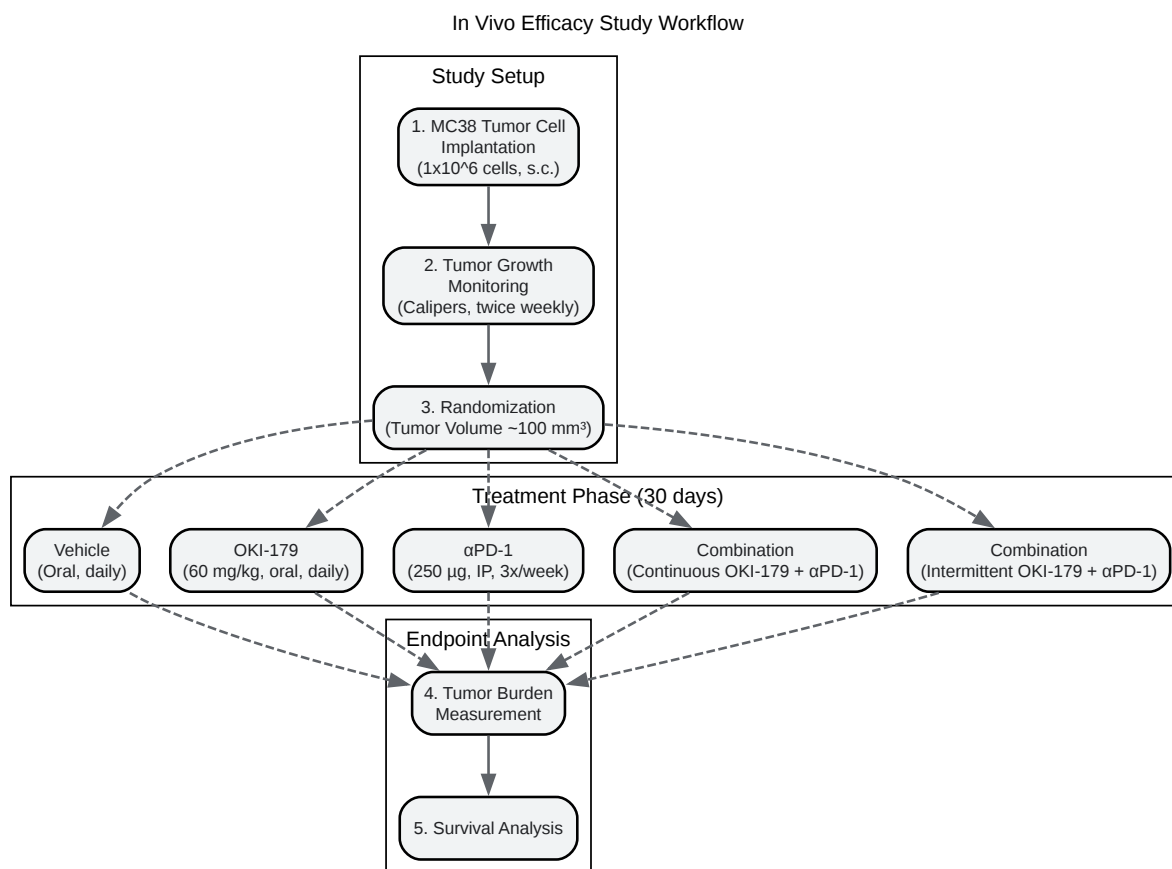 In Vivo Efficacy Study Workflow
Study Setup
1. MC38 Tumor Cell
Implantation
(1x10^6 cells, s.c.)
2. Tumor Growth
Monitoring
(Calipers, twice weekly)
3. Randomization
(Tumor Volume ~100 mm³)
Treatment Phase (30 days)
Vehicle
(Oral, daily)
OKI-179
(60 mg/kg, oral, daily)
αPD-1
(250 µg, IP, 3x/week)
Combination
(Continuous OKI-179 + αPD-1)
Combination
(Intermittent OKI-179 + αPD-1)
Endpoint Analysis
4. Tumor Burden
Measurement
5. Survival Analysis